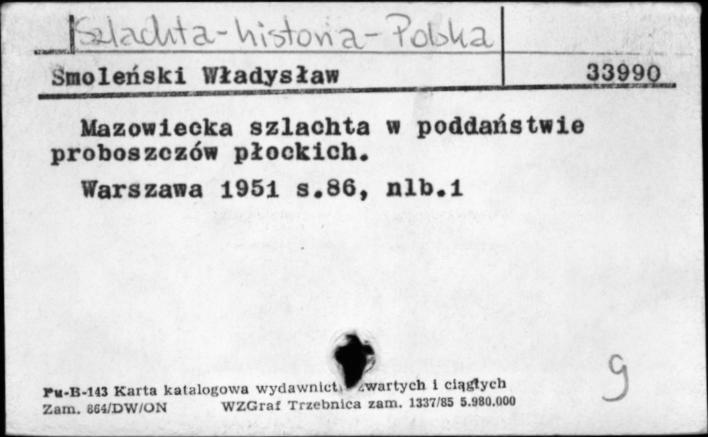 Szlachta-historia-Polska
Smoleński Władysław 33990
Mazowiecka szlachta w poddaństwie
proboszczów płockich.
Warszawa 1951 s.86, nlb.1
Pu-B-143 Karta katalogowa wydawnict zwartych i ciągłych
Zam. 864/DW/ON WZGraf Trzebnica zam. 1337/85 5.980.000
g